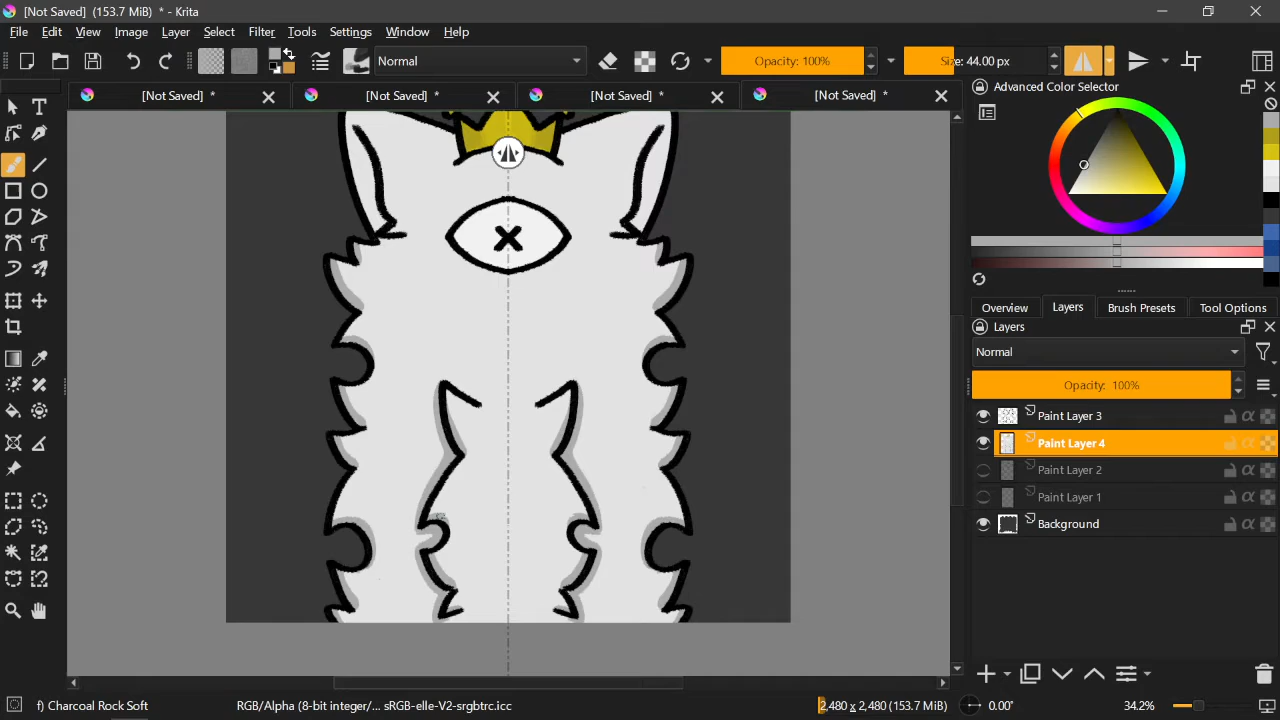 [Not Saved] (153.7 MiB) * - Krita
File Edit View Image Layer Select Filter Tools Settings Window Help
Normal
Opacity: 100%
Size: 44.00 px
[Not Saved] *
[Not Saved] *
[Not Saved] *
[Not Saved] *
Advanced Color Selector
Overview Layers Brush Presets Tool Options
Layers
Normal
Opacity: 100%
Paint Layer 3
Paint Layer 4
Paint Layer 2
Paint Layer 1
Background
f) Charcoal Rock Soft
RGB/Alpha (8-bit integer/... sRGB-elle-V2-srgbtrc.icc
2,480 x 2,480 (153.7 MiB)
0.00°
34.2%